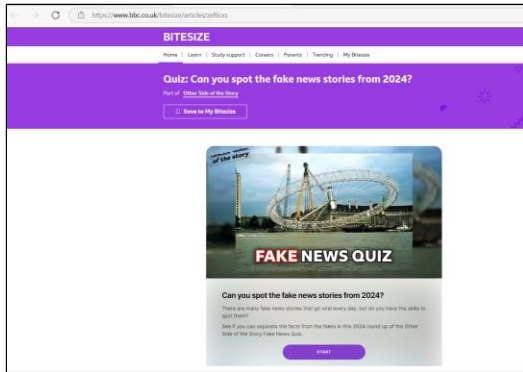 https://www.bbc.co.uk/bitesize/articles/
BITESIZE
Home | Learn | Study support | Careers | Parents | Trending | My Bitesize
Quiz: Can you spot the fake news stories from 2024?
Part of Other Side of the Story
Save to My Bitesize
of the story
FAKE NEWS QUIZ
Can you spot the fake news stories from 2024?
There are many fake news stories that go viral every day, but do you have the skills to
spot them?
See if you can separate the facts from the fakes in this 2024 round up of the Other
Side of the Story Fake News Quiz.
START